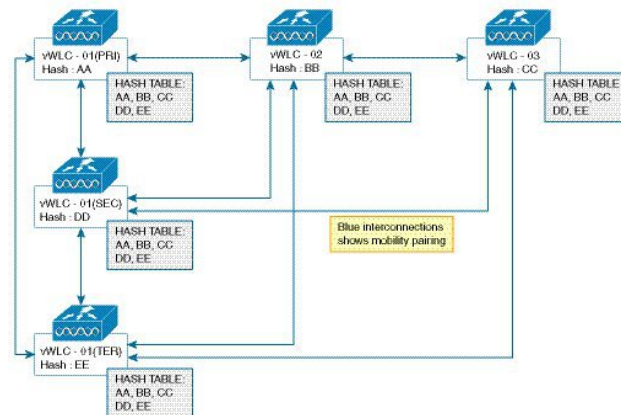 vWLC - 01(PRI)
Hash : AA
HASH TABLE:
AA, BB, CC
DD, EE
vWLC - 02
Hash : BB
HASH TABLE:
AA, BB, CC
DD, EE
vWLC - 03
Hash : CC
HASH TABLE
AA, BB, CC
DD, EE
vWLC - 01(SEC)
Hash : DD
HASH TABLE:
AA, BB, CC
DD, EE
Blue interconnections
shows mobility pairing
vWLC - 01(TER)
Hash : EE
HASH TABLE:
AA, BB, CC
DD, EE